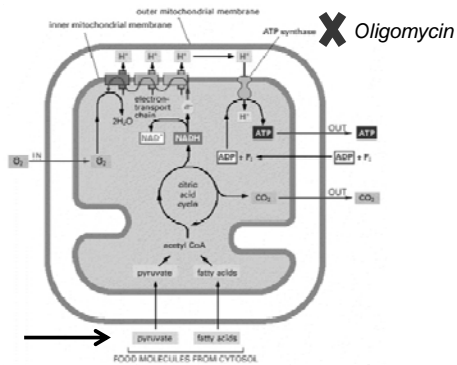 outer mitochondrial membrane
inner mitochondrial membrane
ATP synthase
Oligomycin
H⁺ H⁺ H⁺ H⁺
H⁺
electron-
transport
chain
e⁻
2H₂O
NAD⁺ NADH
ATP OUT ATP
O₂ IN O₂
ADP + Pᵢ ADP + Pᵢ
citric
acid
cycle
CO₂ OUT CO₂
acetyl CoA
pyruvate fatty acids
pyruvate fatty acids
FOOD MOLECULES FROM CYTOSOL